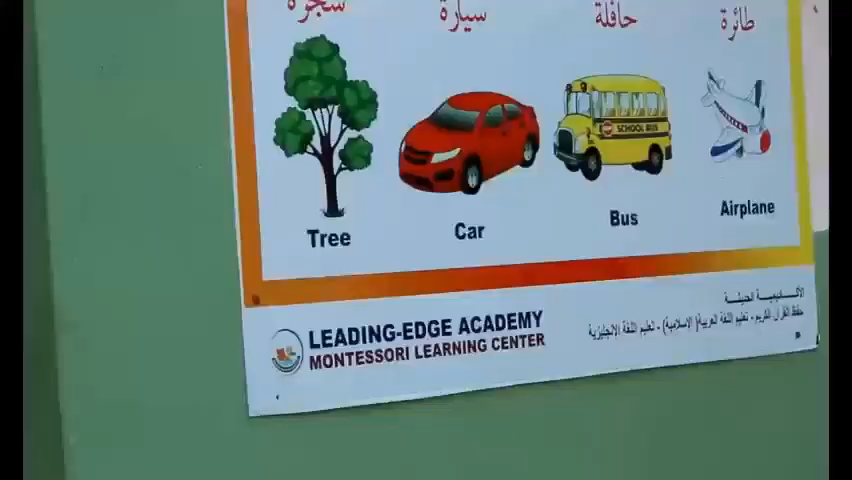 شجرة سيارة حافلة طائرة
SCHOOL BUS
Tree Car Bus Airplane
LEADING-EDGE ACADEMY
MONTESSORI LEARNING CENTER
الأكاديمية الحديثة
حفظ القرآن الكريم - تعليم اللغة العربية (الإسلامية) - تعليم اللغة الإنجليزية